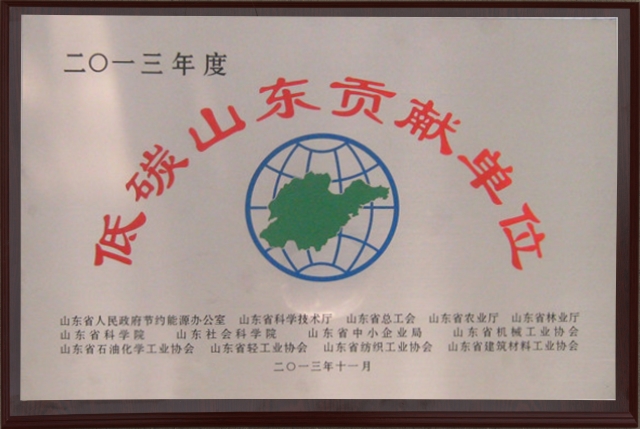 二〇一三年度
低碳山东贡献单位
山东省人民政府节约能源办公室 山东省科学技术厅 山东省总工会 山东省农业厅 山东省林业厅
山东省科学院 山东社会科学院 山东省中小企业局 山东省机械工业协会
山东省石油化学工业协会 山东省轻工业协会 山东省纺织工业协会 山东省建筑材料工业协会
二〇一三年十一月